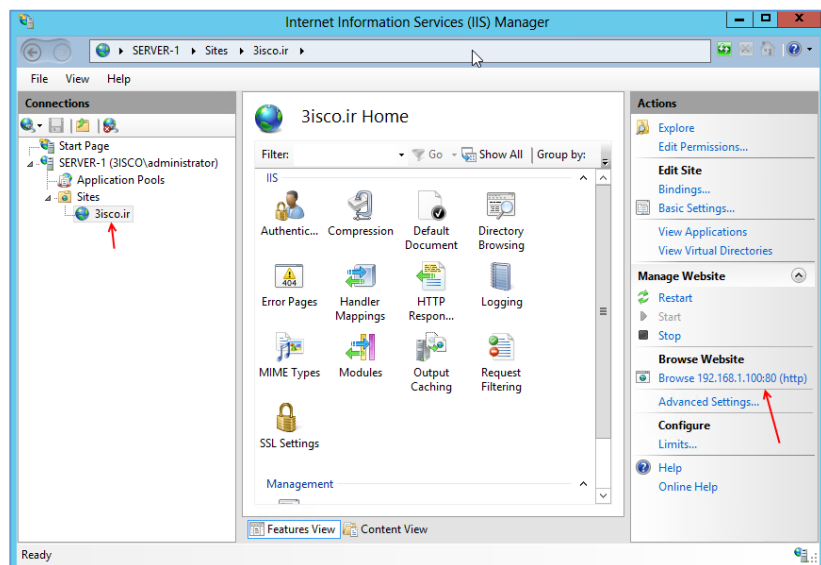 Internet Information Services (IIS) Manager
SERVER-1 Sites 3isco.ir
File View Help
Connections
Start Page
SERVER-1 (3ISCO\administrator)
Application Pools
Sites
3isco.ir
3isco.ir Home
Filter: Go Show All Group by:
IIS
Authentic... Compression Default Document Directory Browsing
Error Pages Handler Mappings HTTP Respon... Logging
404
MIME Types Modules Output Caching Request Filtering
SSL Settings
Management
Features View Content View
Actions
Explore
Edit Permissions...
Edit Site
Bindings...
Basic Settings...
View Applications
View Virtual Directories
Manage Website
Restart
Start
Stop
Browse Website
Browse 192.168.1.100:80 (http)
Advanced Settings...
Configure
Limits...
Help
Online Help
Ready